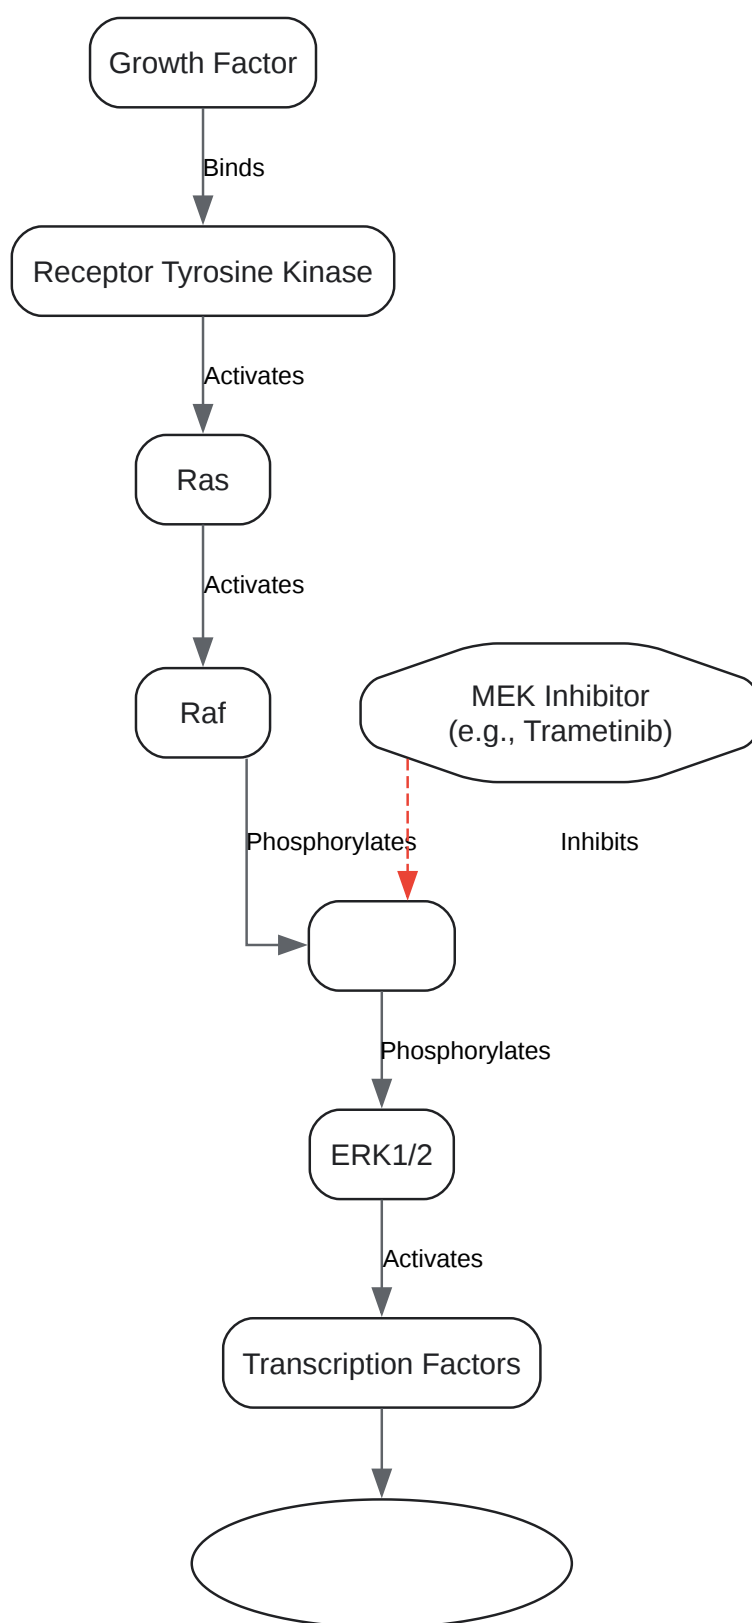 Growth Factor
Binds
Receptor Tyrosine Kinase
Activates
Ras
Activates
Raf
MEK Inhibitor
(e.g., Trametinib)
Phosphorylates
Inhibits
Phosphorylates
ERK1/2
Activates
Transcription Factors